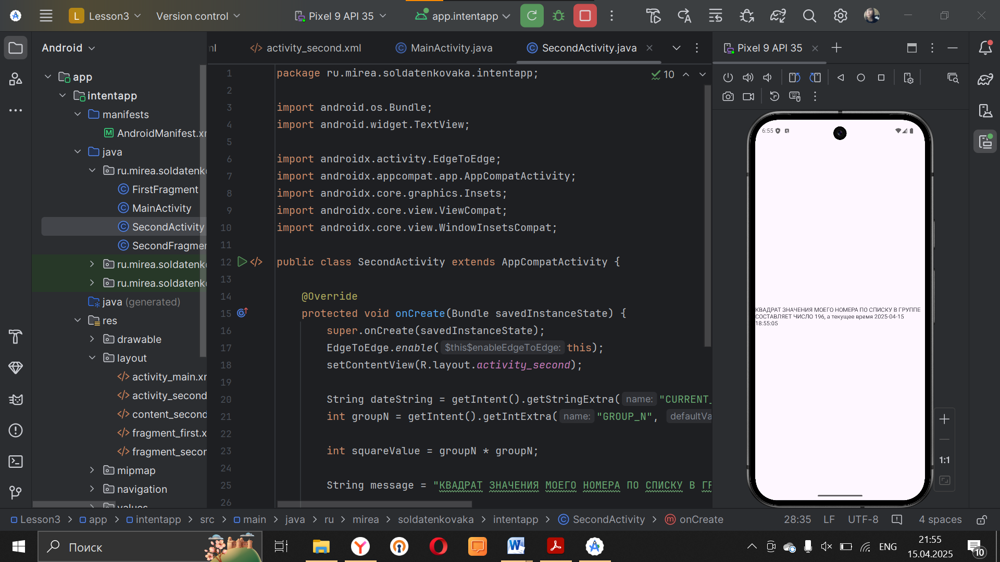 L Lesson3 Version control Pixel 9 API 35 app.intentapp
Android
ml activity_second.xml MainActivity.java SecondActivity.java
Pixel 9 API 35
app
intentapp
manifests
M AndroidManifest.xm
java
ru.mirea.soldatenko
C FirstFragment
C MainActivity
C SecondActivity
C SecondFragmen
ru.mirea.soldatenko
ru.mirea.soldatenko
java (generated)
res
drawable
layout
activity_main.xm
activity_second
content_second
fragment_first.x
fragment_secon
mipmap
navigation
values
10
1 package ru.mirea.soldatenkovaka.intentapp;
2
3 import android.os.Bundle;
4 import android.widget.TextView;
5
6 import androidx.activity.EdgeToEdge;
7 import androidx.appcompat.app.AppCompatActivity;
8 import androidx.core.graphics.Insets;
9 import androidx.core.view.ViewCompat;
10 import androidx.core.view.WindowInsetsCompat;
11
12 public class SecondActivity extends AppCompatActivity {
13
14 @Override
15 protected void onCreate(Bundle savedInstanceState) {
16 super.onCreate(savedInstanceState);
17 EdgeToEdge.enable( $this$enableEdgeToEdge: this);
18 setContentView(R.layout.activity_second);
19
20 String dateString = getIntent().getStringExtra( name: "CURRENT_
21 int groupN = getIntent().getIntExtra( name: "GROUP_N", defaultVa
22
23 int squareValue = groupN * groupN;
24
25 String message = "КВАДРАТ ЗНАЧЕНИЯ МОЕГО НОМЕРА ПО СПИСКУ В ГР
26
6:55
КВАДРАТ ЗНАЧЕНИЯ МОЕГО НОМЕРА ПО СПИСКУ В ГРУППЕ
СОСТАВЛЯЕТ ЧИСЛО 196, а текущее время 2025-04-15
18:55:05
1:1
Lesson3 > app > intentapp > src > main > java > ru > mirea > soldatenkovaka > intentapp > SecondActivity > onCreate
28:35 LF UTF-8 4 spaces
Поиск
ENG
21:55
15.04.2025
10